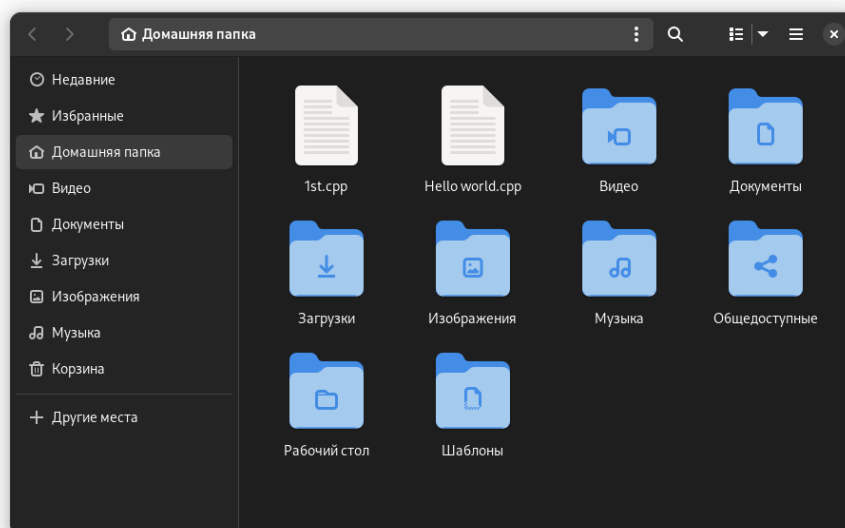 Домашняя папка
Недавние
Избранные
Домашняя папка
Видео
Документы
Загрузки
Изображения
Музыка
Корзина
Другие места
1st.cpp
Hello world.cpp
Видео
Документы
Загрузки
Изображения
Музыка
Общедоступные
Рабочий стол
Шаблоны